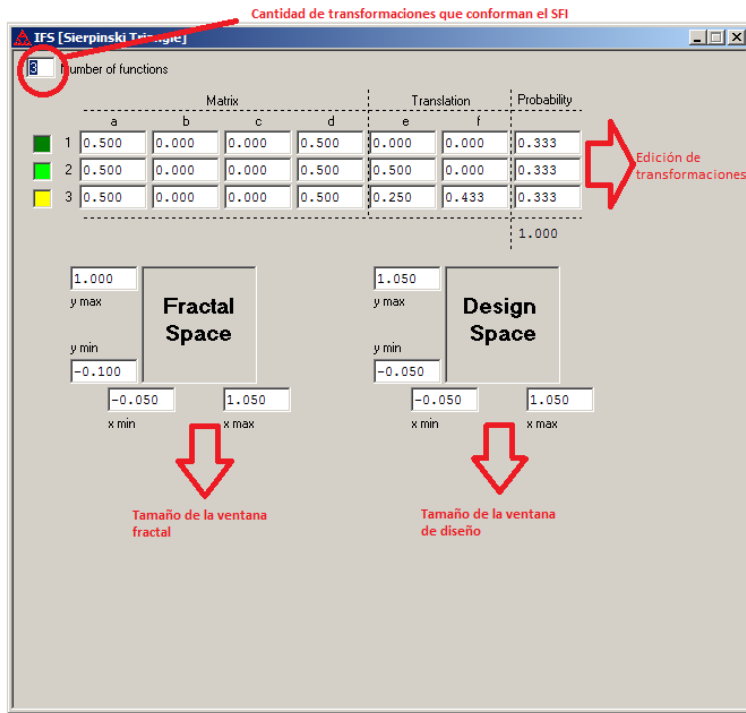 Cantidad de transformaciones que conforman el SFI
IFS [Sierpinski Triangle]
3 Number of functions
Matrix Translation Probability
a b c d e f
1 0.500 0.000 0.000 0.500 0.000 0.000 0.333
2 0.500 0.000 0.000 0.500 0.500 0.000 0.333
3 0.500 0.000 0.000 0.500 0.250 0.433 0.333
Edición de
transformaciones
1.000
1.000
y max
Fractal
Space
y min
-0.100
-0.050 1.050
x min x max
1.050
y max
Design
Space
y min
-0.050
-0.050 1.050
x min x max
Tamaño de la ventana
fractal
Tamaño de la ventana
de diseño